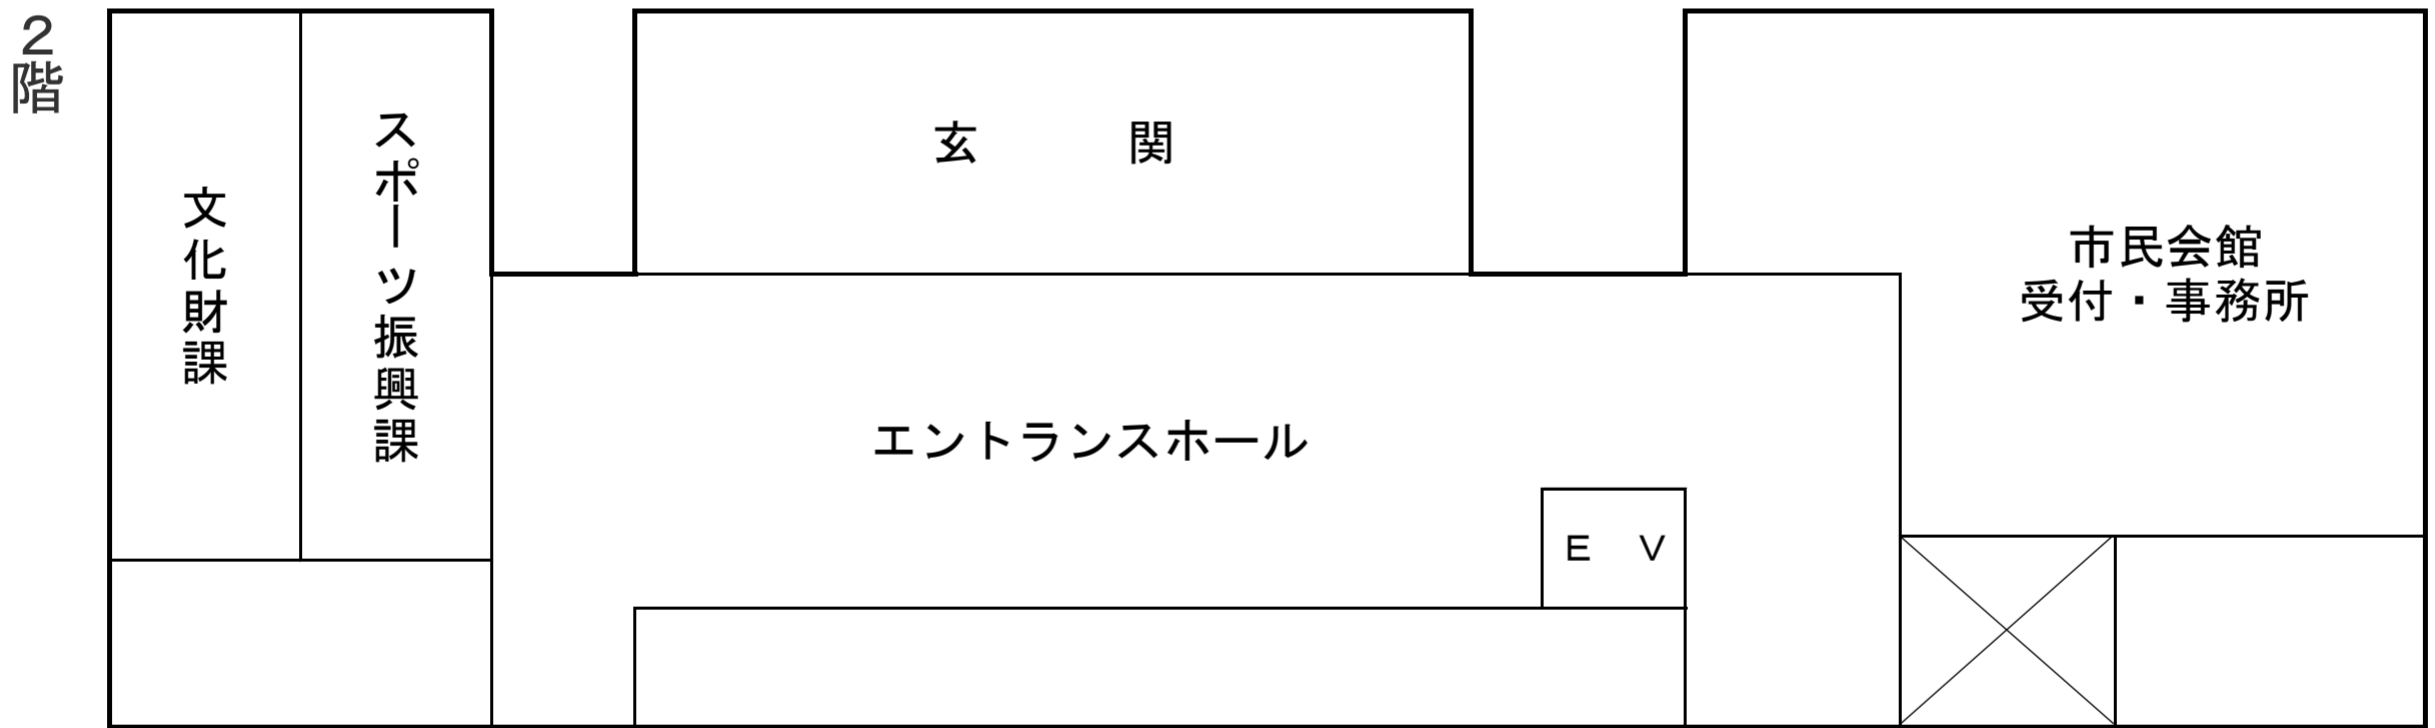 ２階
文化財課
スポーツ振興課
玄　関
エントランスホール
ＥＶ
市民会館
受付・事務所